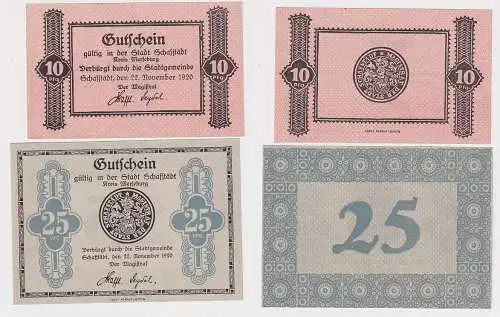 Gutschein
gültig in der Stadt Schafstädt
Kreis Merseburg
Verbürgt durch die Stadtgemeinde
Schafstädt, den 22. November 1920
Der Magistrat
10 Pfg
10 Pfg
10 Pfg
10 Pfg
Gutschein
gültig in der Stadt Schafstädt
Kreis Merseburg
25
25
Verbürgt durch die Stadtgemeinde
Schafstädt, den 22. November 1920
Der Magistrat
25